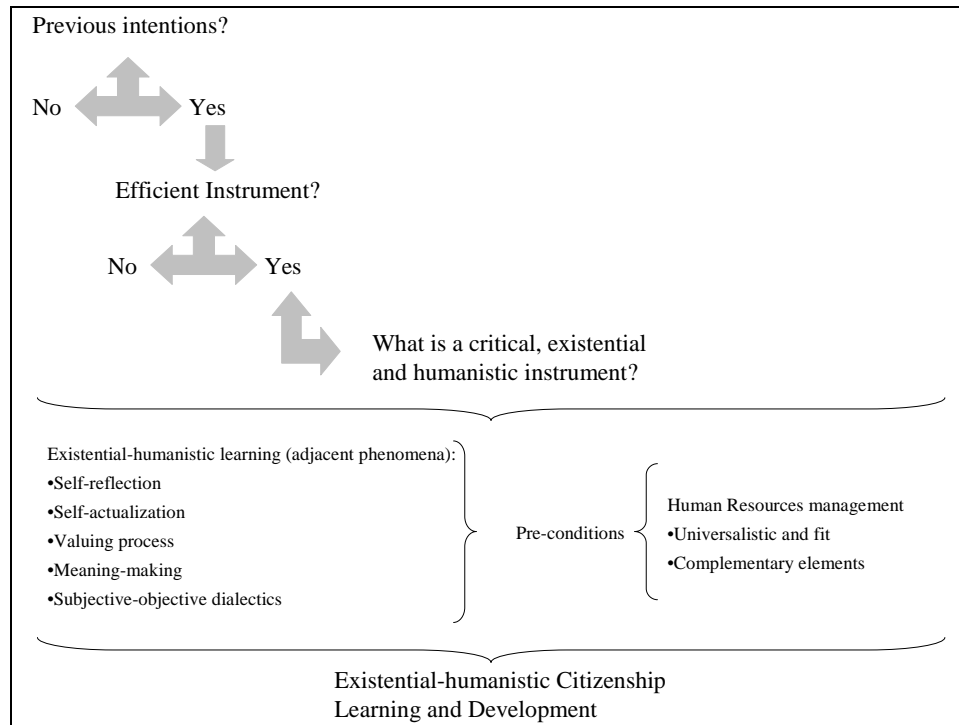 Previous intentions?
No Yes
Efficient Instrument?
No Yes
What is a critical, existential
and humanistic instrument?
Existential-humanistic learning (adjacent phenomena):
•Self-reflection
•Self-actualization
•Valuing process
•Meaning-making
•Subjective-objective dialectics
Pre-conditions
Human Resources management
•Universalistic and fit
•Complementary elements
Existential-humanistic Citizenship
Learning and Development